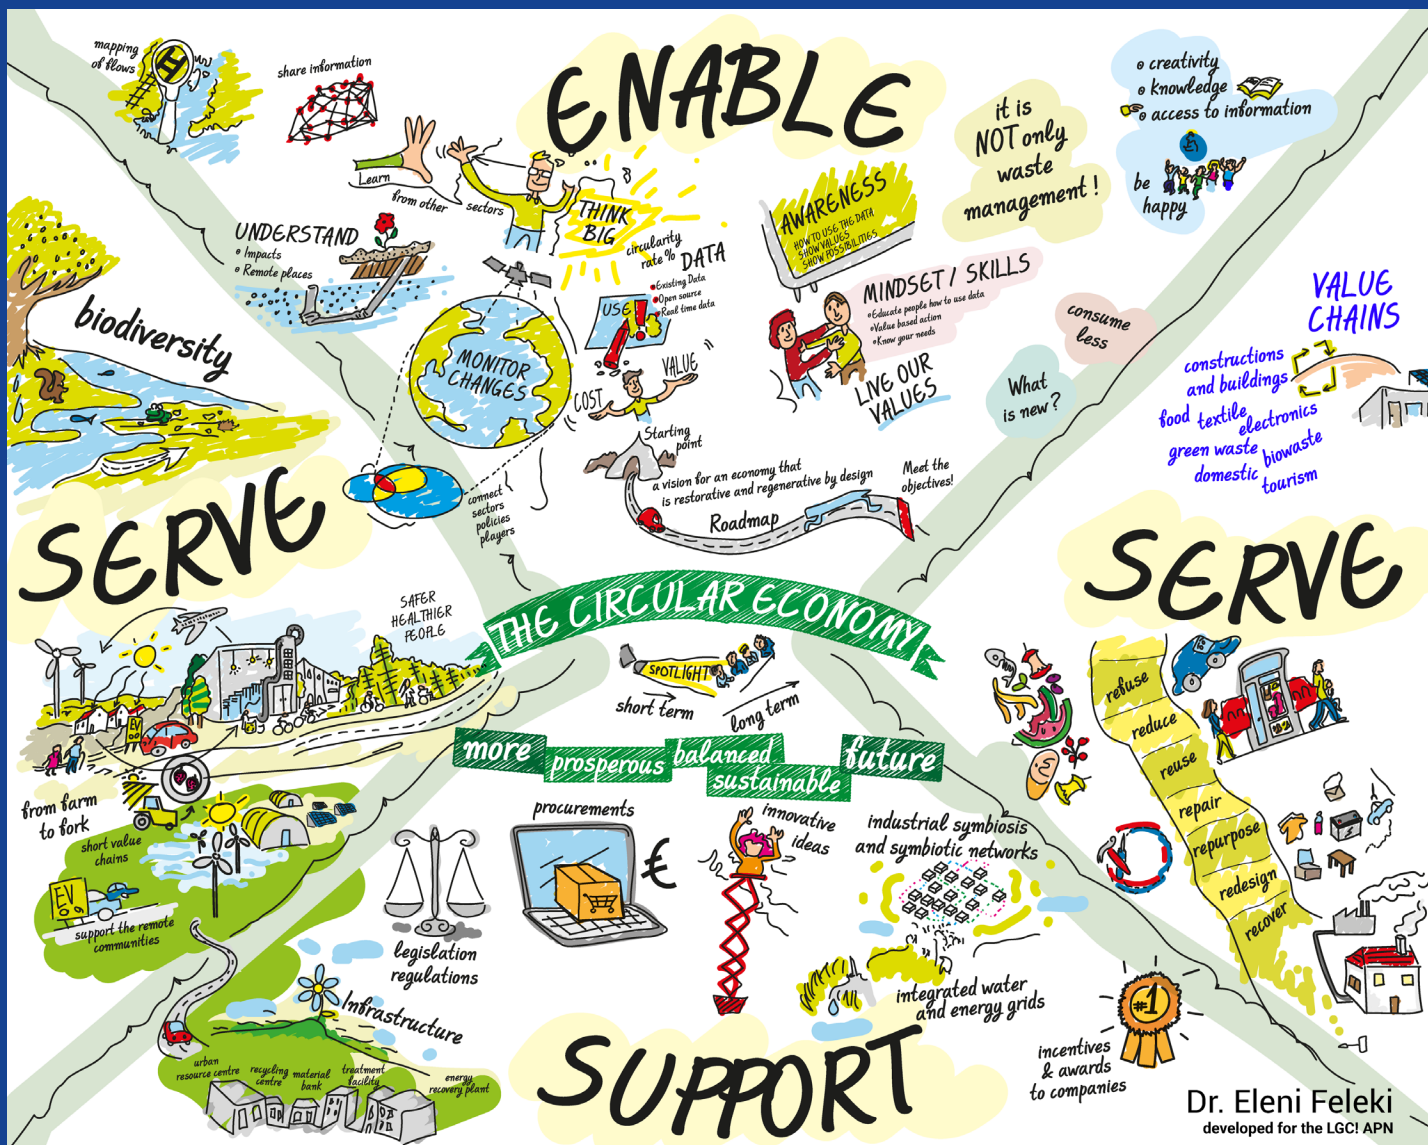 ENABLE
mapping
of flows
H
share information
Learn
from other
sectors
THINK
BIG
UNDERSTAND
Impacts
Remote places
circularity
rate %
DATA
Existing Data
Open source
Real time data
USE
MONITOR
CHANGES
COST
VALUE
AWARENESS
HOW TO USE THE DATA
SHOW VALUES
SHOW POSSIBILITIES
it is
NOT only
waste
management!
creativity
knowledge
access to information
be
happy
MINDSET / SKILLS
Educate people how to use data
Value based action
Know your needs
LIVE OUR
VALUES
consume
less
What
is new?
Starting
point
a vision for an economy that
is restorative and regenerative by design
Roadmap
Meet the
objectives!
connect
sectors
policies
players
biodiversity
SERVE
SAFER
HEALTHIER
PEOPLE
EV
from farm
to fork
short value
chains
EV
support the remote
communities
VALUE
CHAINS
constructions
and buildings
food textile electronics
green waste biowaste
domestic tourism
SERVE
refuse
reduce
reuse
repair
repurpose
redesign
recover
THE CIRCULAR ECONOMY
SPOTLIGHT
short term
long term
more
prosperous
balanced
sustainable
future
procurements
€
innovative
ideas
industrial symbiosis
and symbiotic networks
legislation
regulations
integrated water
and energy grids
Infrastructure
urban
resource centre
recycling
centre
material
bank
treatment
facility
energy
recovery plant
SUPPORT
#1
incentives
& awards
to companies
Dr. Eleni Feleki
developed for the LGC! APN